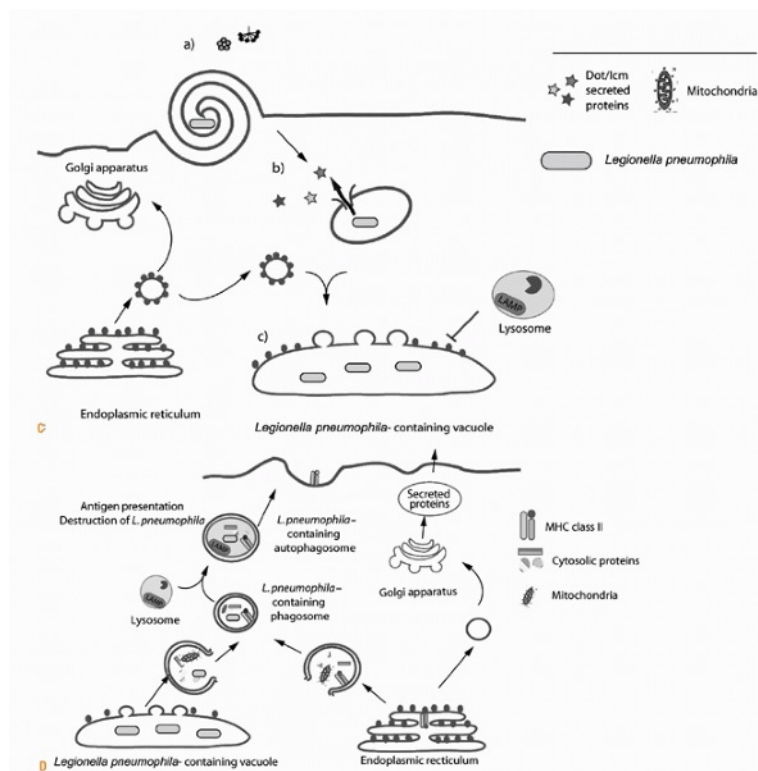 a)
Dot/Icm
secreted
proteins
Mitochondria
Legionella pneumophila
Golgi apparatus
b)
LAMP
Lysosome
c)
Endoplasmic reticulum
C
Legionella pneumophila- containing vacuole
Antigen presentation
Destruction of L.pneumophila
L.pneumophila–
containing
autophagosome
Secreted
proteins
MHC class II
LAMP
Cytosolic proteins
L.pneumophila–
containing
phagosome
Golgi apparatus
Mitochondria
LAMP
Lysosome
D
Legionella pneumophila- containing vacuole
Endoplasmic recticulum